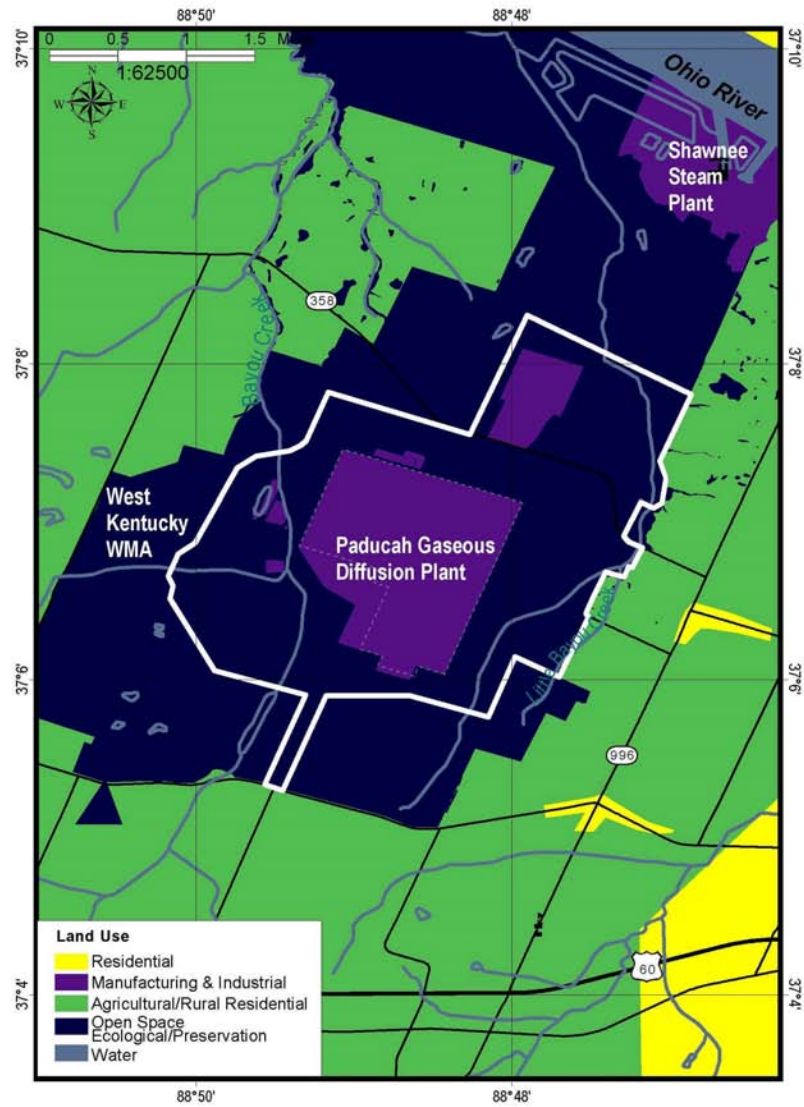 88°50'
88°48'
37°10'
37°10'
0 0.5 1 1.5 M
1:62500
N
W E
S
Ohio River
Shawnee
Steam
Plant
358
Bayou Creek
37°8'
37°8'
West
Kentucky
WMA
Paducah Gaseous
Diffusion Plant
Little Bayou Creek
37°6'
37°6'
996
60
Land Use
Residential
Manufacturing & Industrial
Agricultural/Rural Residential
Open Space
Ecological/Preservation
Water
37°4'
37°4'
88°50'
88°48'